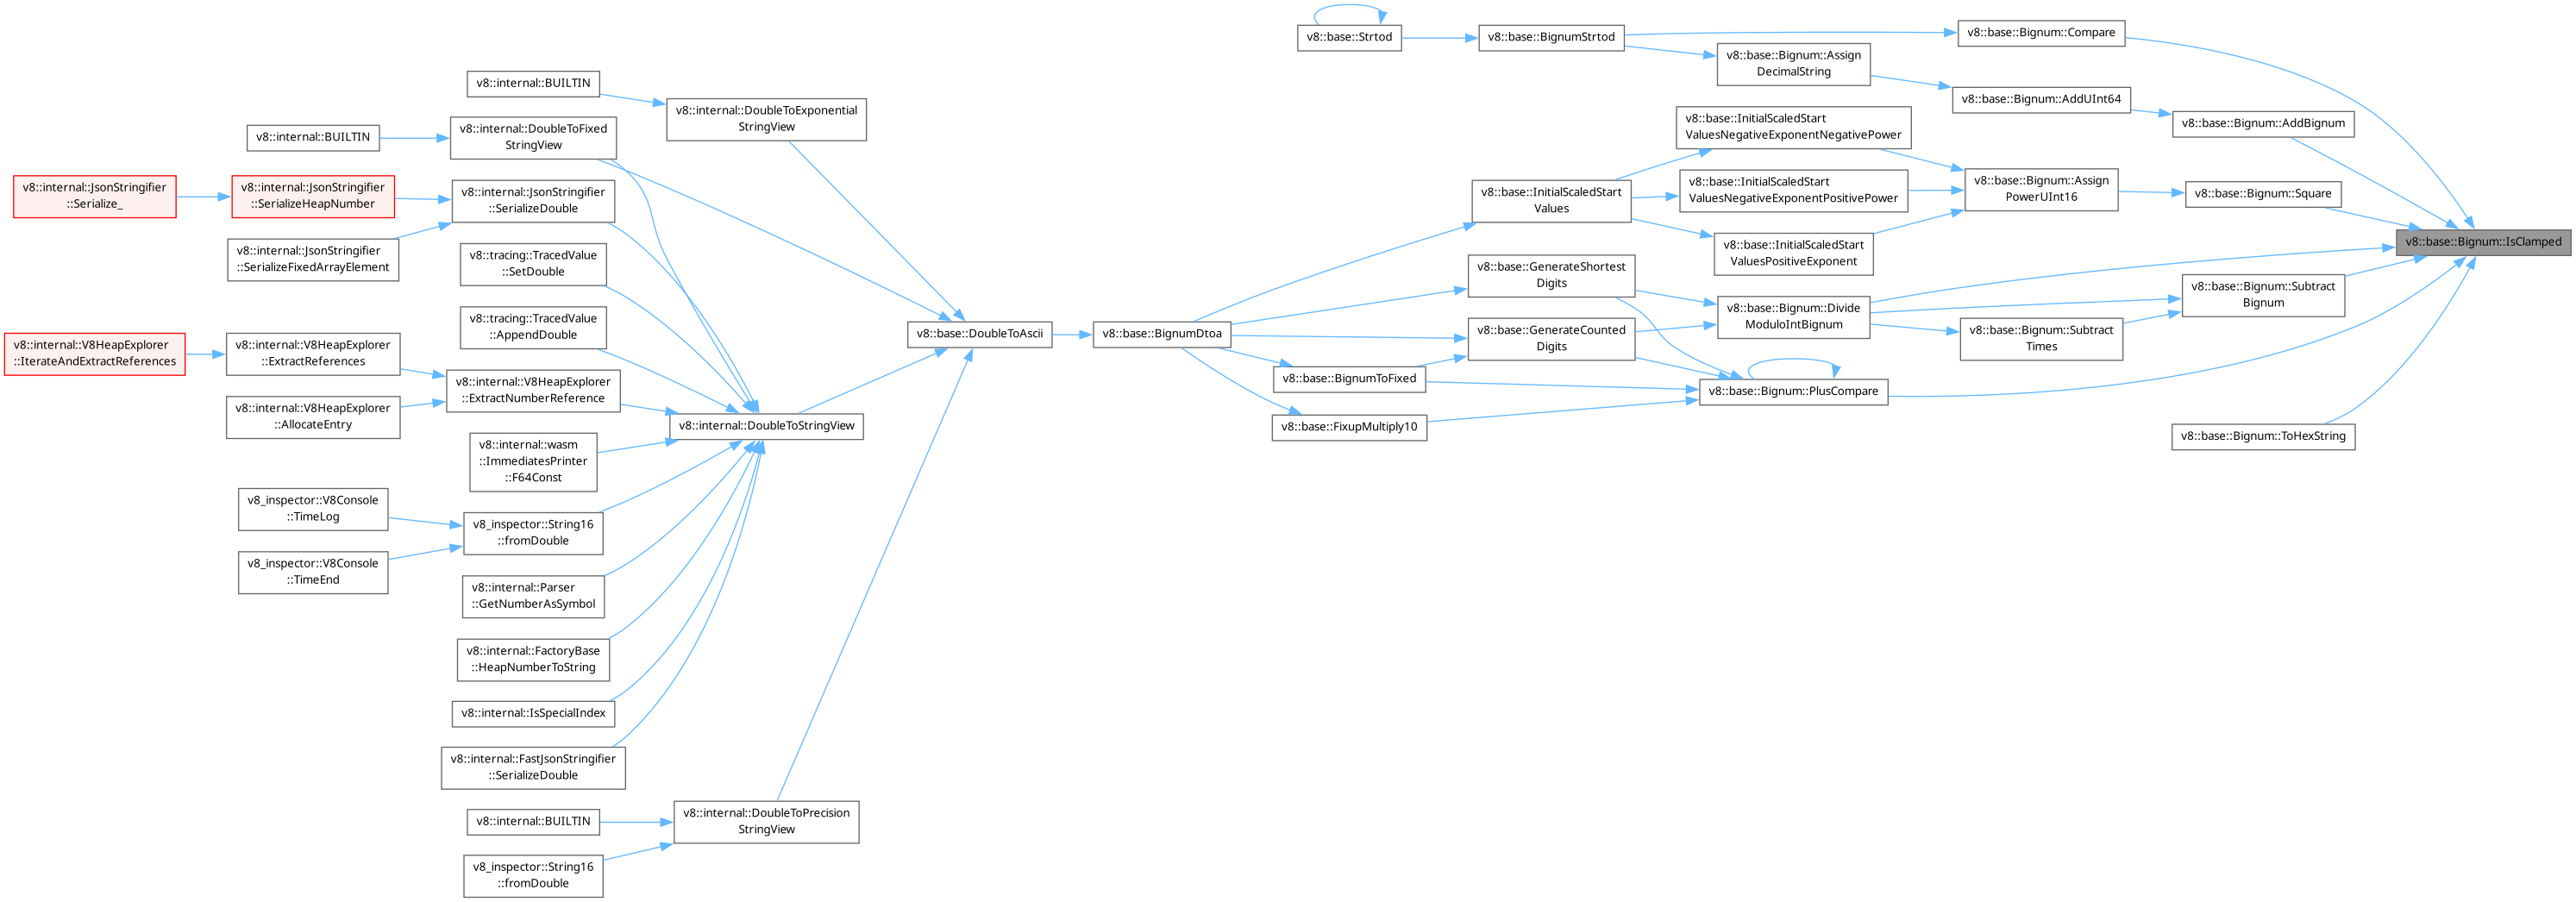 v8::base::Strtod
v8::base::BignumStrtod
v8::base::Bignum::Compare
v8::base::Bignum::Assign
DecimalString
v8::base::Bignum::AddUInt64
v8::base::Bignum::AddBignum
v8::internal::BUILTIN
v8::internal::DoubleToExponential
StringView
v8::internal::BUILTIN
v8::internal::DoubleToFixed
StringView
v8::base::InitialScaledStart
ValuesNegativeExponentNegativePower
v8::internal::JsonStringifier
::Serialize_
v8::internal::JsonStringifier
::SerializeHeapNumber
v8::internal::JsonStringifier
::SerializeDouble
v8::base::InitialScaledStart
Values
v8::base::InitialScaledStart
ValuesNegativeExponentPositivePower
v8::base::Bignum::Assign
PowerUInt16
v8::base::Bignum::Square
v8::internal::JsonStringifier
::SerializeFixedArrayElement
v8::tracing::TracedValue
::SetDouble
v8::base::InitialScaledStart
ValuesPositiveExponent
v8::base::Bignum::IsClamped
v8::base::GenerateShortest
Digits
v8::base::Bignum::Subtract
Bignum
v8::tracing::TracedValue
::AppendDouble
v8::base::DoubleToAscii
v8::base::BignumDtoa
v8::base::GenerateCounted
Digits
v8::base::Bignum::Divide
ModuloIntBignum
v8::base::Bignum::Subtract
Times
v8::internal::V8HeapExplorer
::IterateAndExtractReferences
v8::internal::V8HeapExplorer
::ExtractReferences
v8::internal::V8HeapExplorer
::ExtractNumberReference
v8::base::BignumToFixed
v8::base::Bignum::PlusCompare
v8::internal::V8HeapExplorer
::AllocateEntry
v8::internal::DoubleToStringView
v8::base::FixupMultiply10
v8::base::Bignum::ToHexString
v8::internal::wasm
::ImmediatesPrinter
::F64Const
v8_inspector::V8Console
::TimeLog
v8_inspector::String16
::fromDouble
v8_inspector::V8Console
::TimeEnd
v8::internal::Parser
::GetNumberAsSymbol
v8::internal::FactoryBase
::HeapNumberToString
v8::internal::IsSpecialIndex
v8::internal::FastJsonStringifier
::SerializeDouble
v8::internal::BUILTIN
v8::internal::DoubleToPrecision
StringView
v8_inspector::String16
::fromDouble